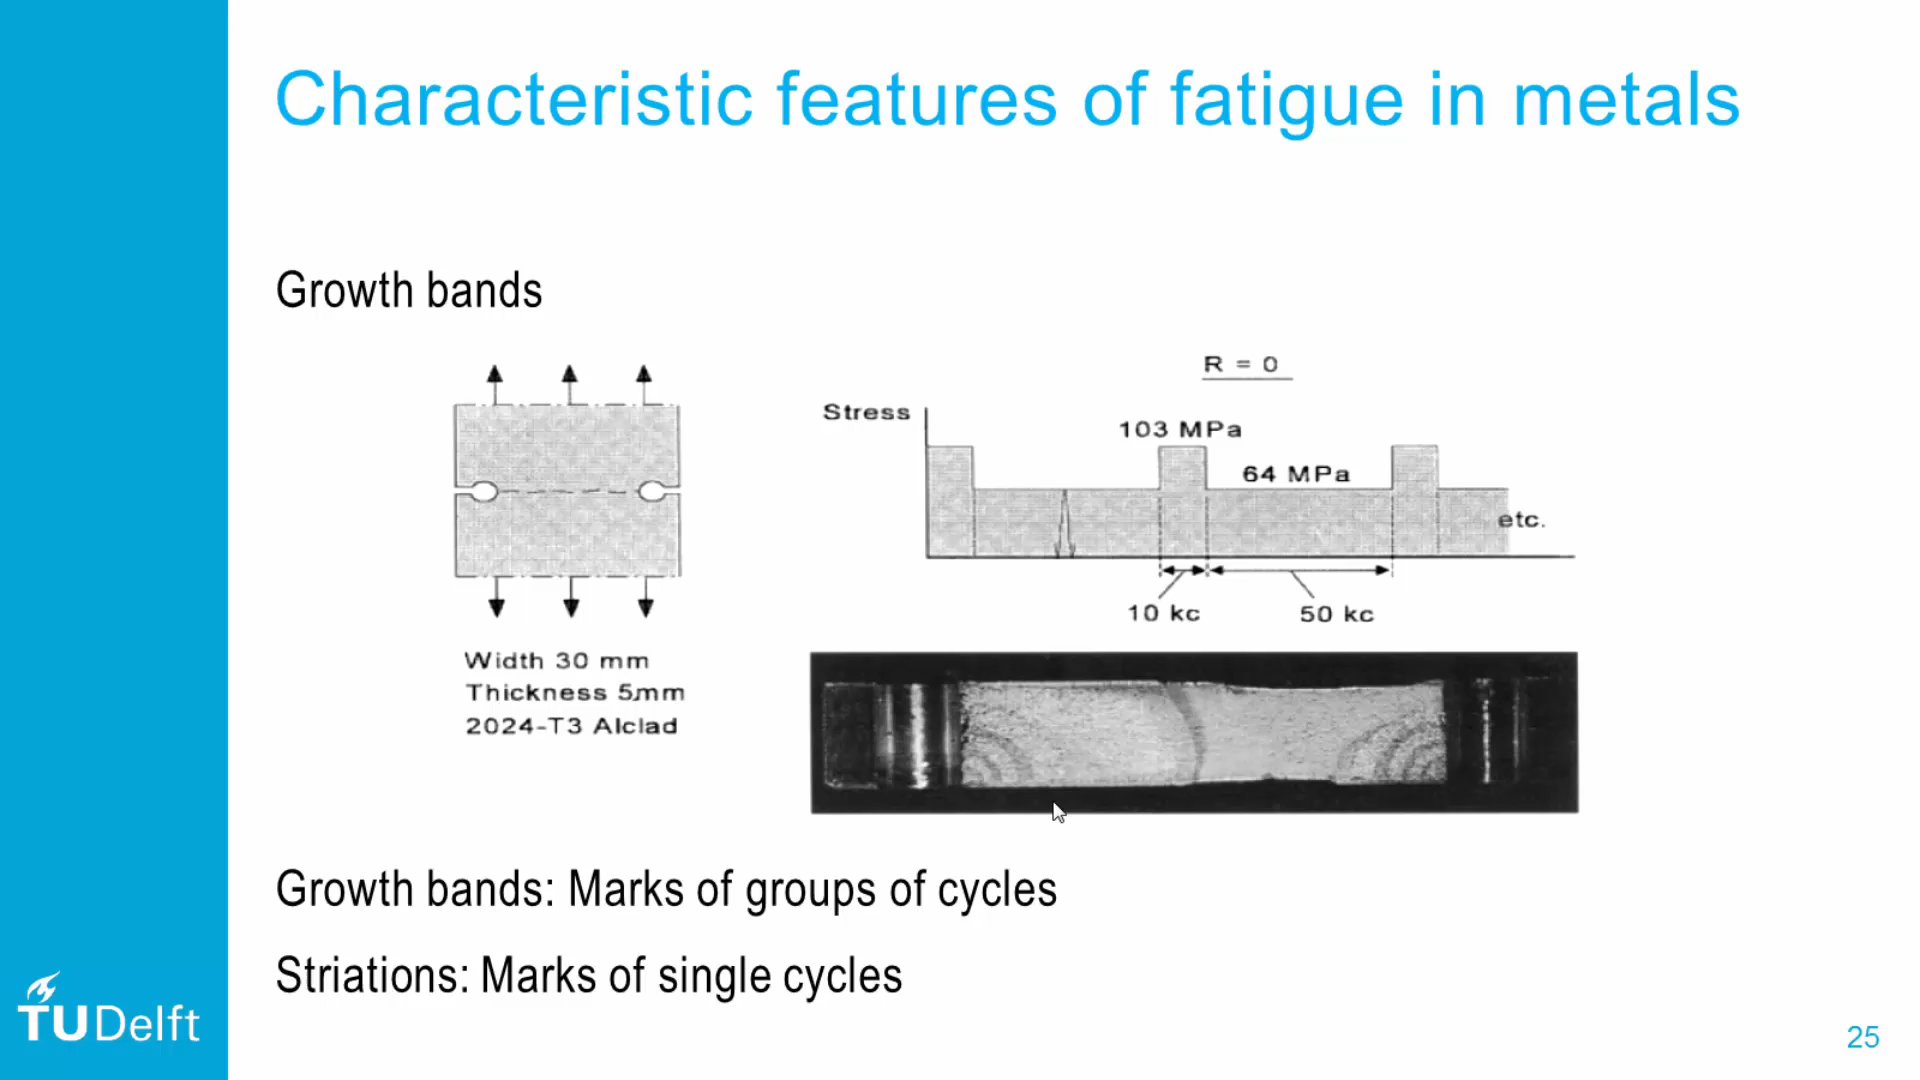 Characteristic features of fatigue in metals
Growth bands
R = 0
Stress
103 MPa
64 MPa
etc.
10 kc
50 kc
Width 30 mm
Thickness 5mm
2024-T3 Alclad
Growth bands: Marks of groups of cycles
Striations: Marks of single cycles
TUDelft
25